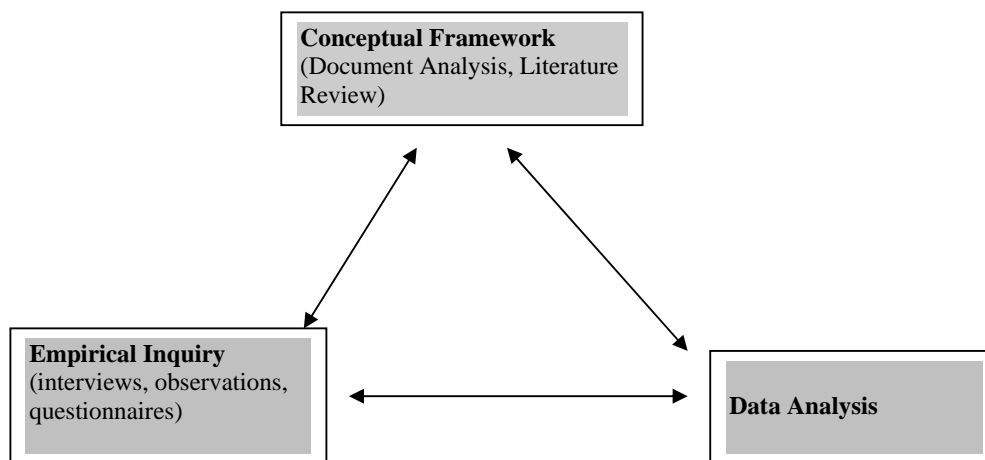 Conceptual Framework
(Document Analysis, Literature
Review)
Empirical Inquiry
(interviews, observations,
questionnaires)
Data Analysis